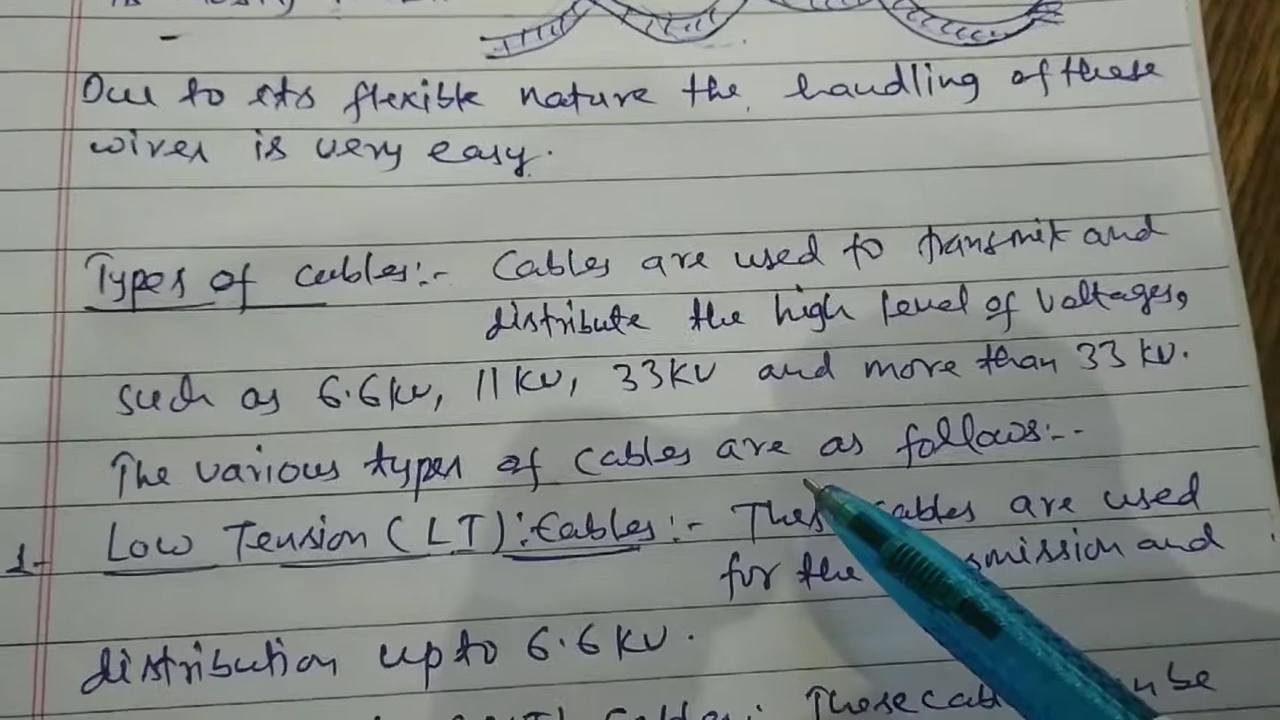 Due to its flexible nature the handling of these
wires is very easy.
Types of cables:- Cables are used to transmit and
distribute the high level of voltages,
such as 6.6kv, 11kv, 33kv and more than 33 kv.
The various types of cables are as follows:-
1- Low Tension (LT): Cables:- These cables are used
for the and
distribution upto 6.6 kv.
These